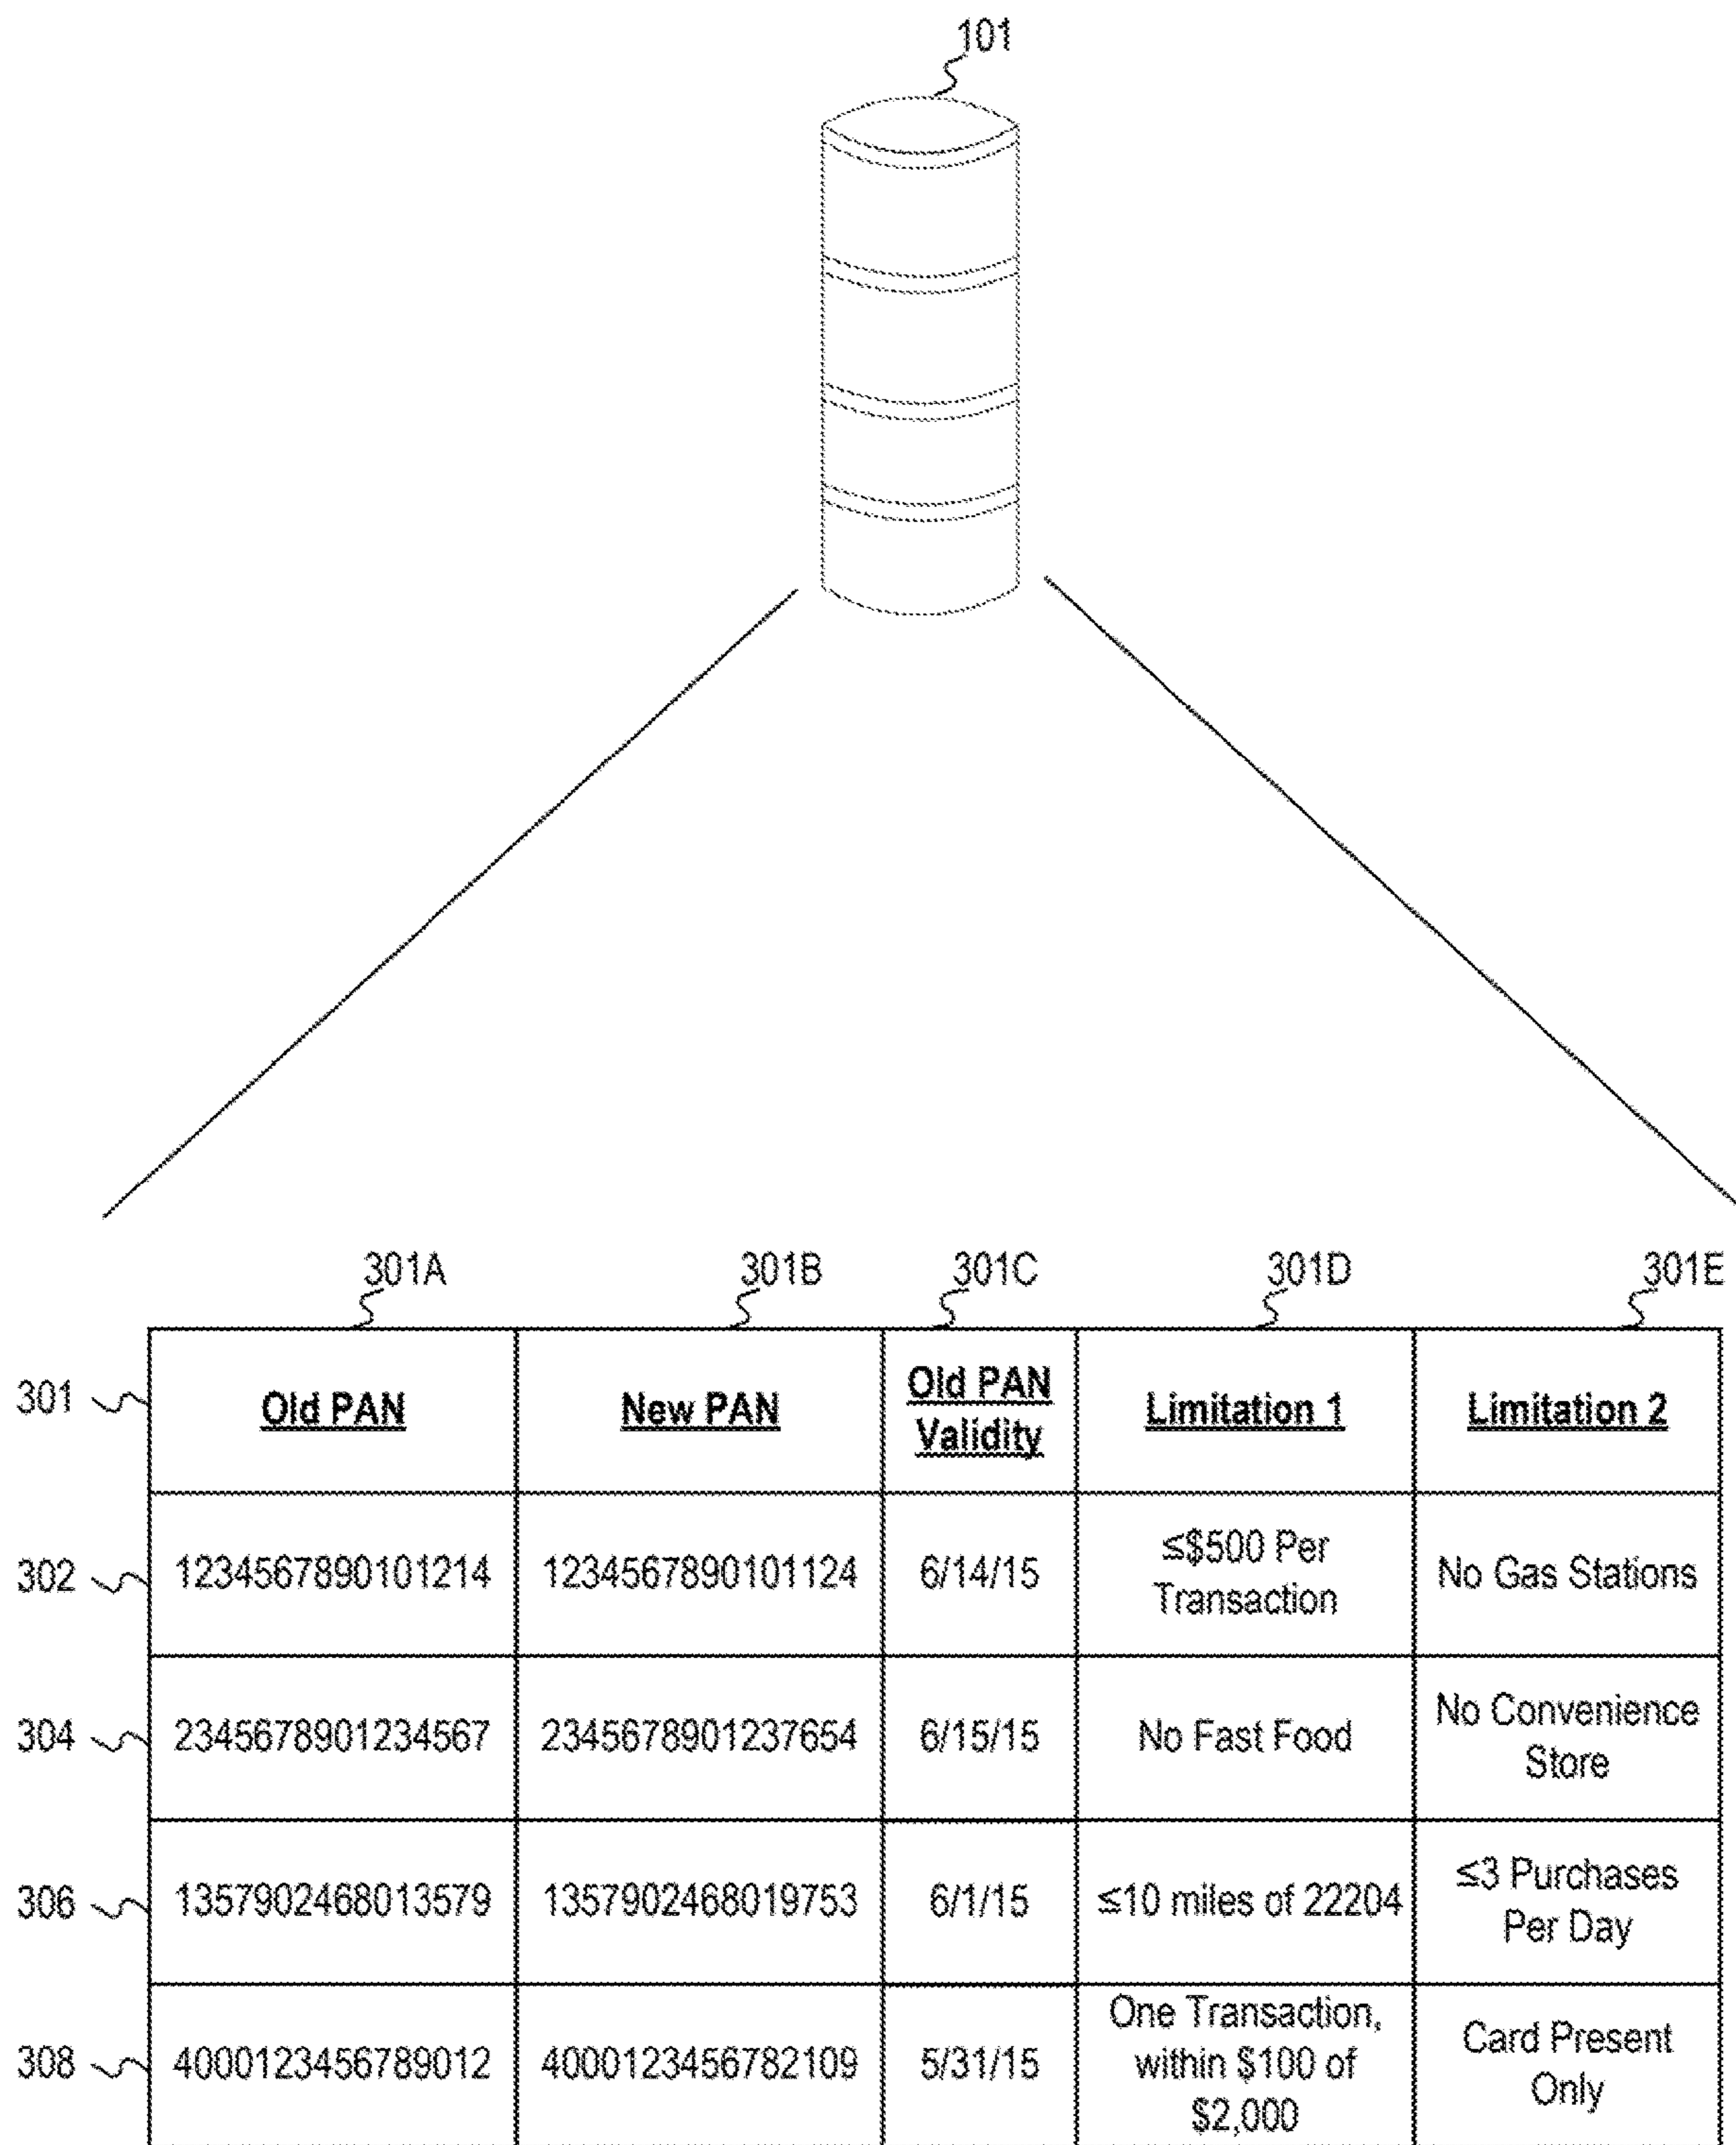 101
301A 301B 301C 301D 301E
301 Old PAN New PAN Old PAN Validity Limitation 1 Limitation 2
302 1234567890101214 1234567890101124 6/14/15 ≤$500 Per Transaction No Gas Stations
304 2345678901234567 2345678901237654 6/15/15 No Fast Food No Convenience Store
306 1357902468013579 1357902468019753 6/1/15 ≤10 miles of 22204 ≤3 Purchases Per Day
308 4000123456789012 4000123456782109 5/31/15 One Transaction, within $100 of $2,000 Card Present Only